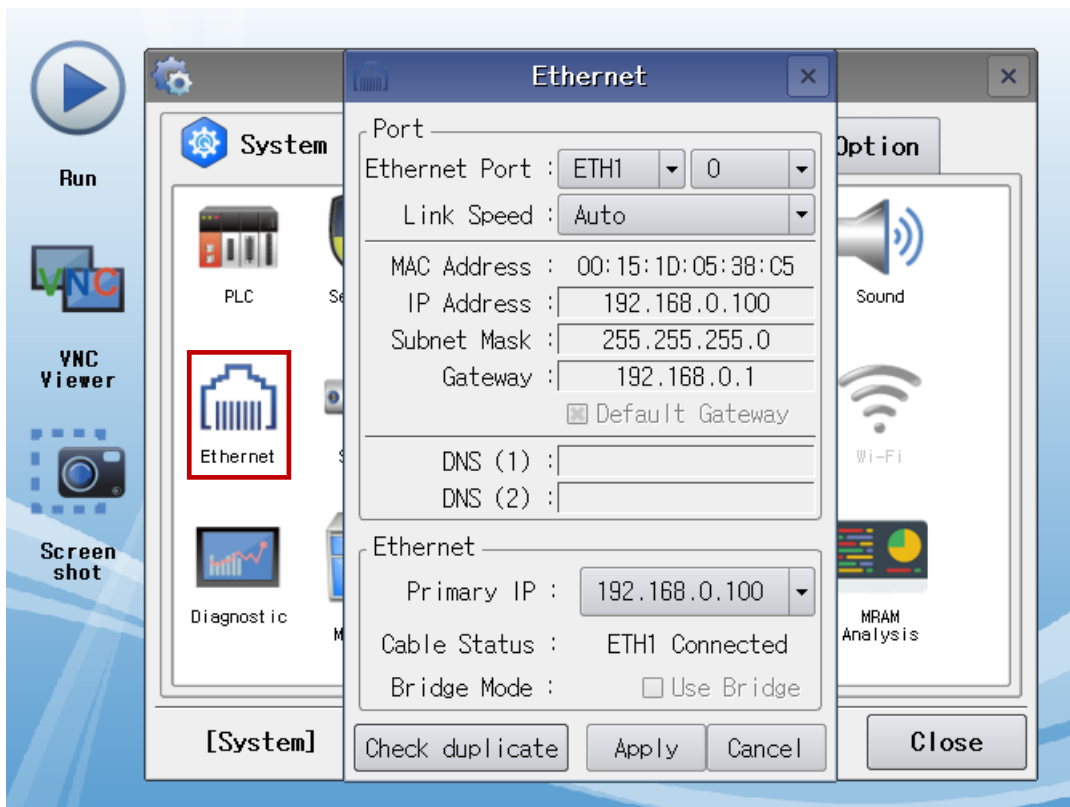 Run
VNC
VNC
Viewer
Screen
shot
System
Option
PLC
Sound
Ethernet
Wi-Fi
Diagnostic
MRAM
Analysis
[System]
Close
Ethernet
Port
Ethernet Port : ETH1 0
Link Speed : Auto
MAC Address : 00:15:1D:05:38:C5
IP Address : 192.168.0.100
Subnet Mask : 255.255.255.0
Gateway : 192.168.0.1
Default Gateway
DNS (1) :
DNS (2) :
Ethernet
Primary IP : 192.168.0.100
Cable Status : ETH1 Connected
Bridge Mode : Use Bridge
Check duplicate Apply Cancel